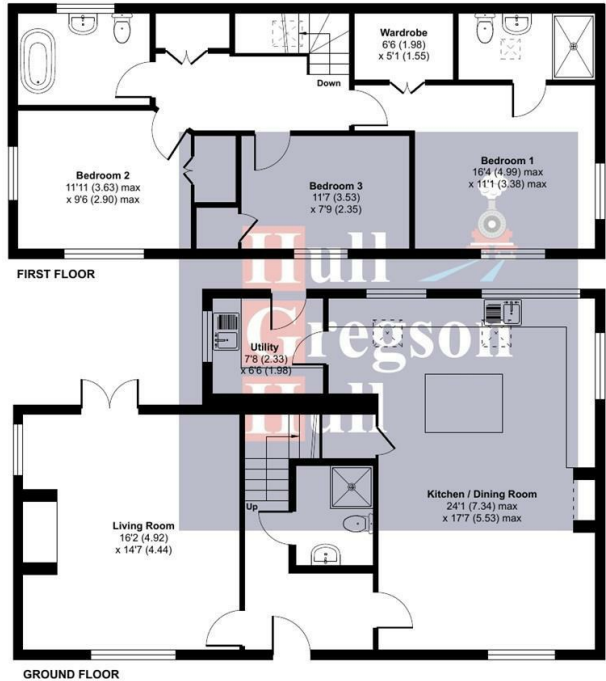 Wardrobe
6'6 (1.98)
x 5'1 (1.55)
Down
Bedroom 2
11'11 (3.63) max
x 9'6 (2.90) max
Bedroom 3
11'7 (3.53)
x 7'9 (2.35)
Bedroom 1
16'4 (4.99) max
x 11'1 (3.38) max
FIRST FLOOR
Hull
Gregson
Hull
Utility
7'8 (2.33)
x 6'6 (1.98)
Up
Living Room
16'2 (4.92)
x 14'7 (4.44)
Kitchen / Dining Room
24'1 (7.34) max
x 17'7 (5.53) max
GROUND FLOOR